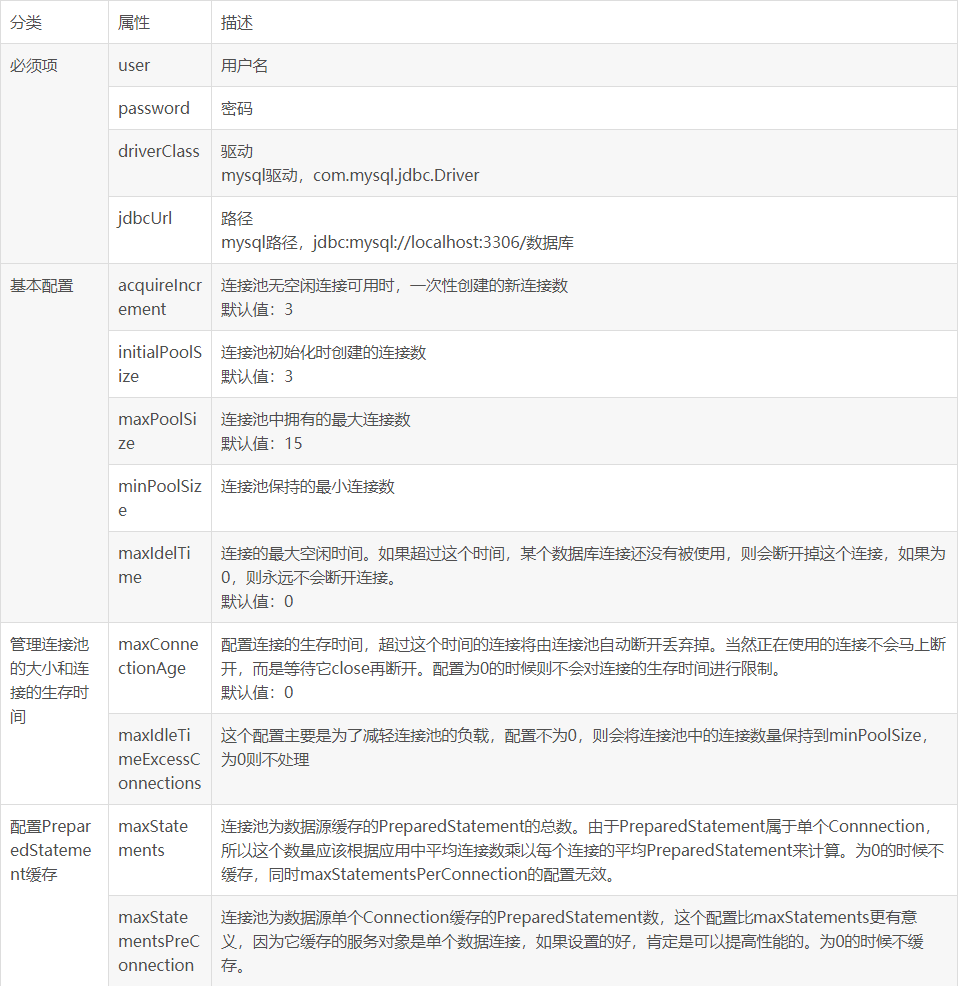 分类 属性 描述
必须项 user 用户名
password 密码
driverClass 驱动
mysql驱动，com.mysql.jdbc.Driver
jdbcUrl 路径
mysql路径，jdbc:mysql://localhost:3306/数据库
基本配置 acquireIncr 连接池无空闲连接可用时，一次性创建的新连接数
ement 默认值：3
initialPoolS 连接池初始化时创建的连接数
ize 默认值：3
maxPoolSi 连接池中拥有的最大连接数
ze 默认值：15
minPoolSiz 连接池保持的最小连接数
e
maxIdelTi 连接的最大空闲时间。如果超过这个时间，某个数据库连接还没有被使用，则会断开掉这个连接，如果为
me 0，则永远不会断开连接。
默认值：0
管理连接池 maxConne 配置连接的生存时间，超过这个时间的连接将由连接池自动断开丢弃掉。当然正在使用的连接不会马上断
的大小和连 ctionAge 开，而是等待它close再断开。配置为0的时候则不会对连接的生存时间进行限制。
接的生存时 默认值：0
间
maxIdleTi 这个配置主要是为了减轻连接池的负载，配置不为0，则会将连接池中的连接数量保持到minPoolSize，
meExcessC 为0则不处理
onnections
配置Prepar maxState 连接池为数据源缓存的PreparedStatement的总数。由于PreparedStatement属于单个Connnection，
edStateme ments 所以这个数量应该根据应用中平均连接数乘以每个连接的平均PreparedStatement来计算。为0的时候不
nt缓存 缓存，同时maxStatementsPerConnection的配置无效。
maxState 连接池为数据源单个Connection缓存的PreparedStatement数，这个配置比maxStatements更有意
mentsPreC 义，因为它缓存的服务对象是单个数据连接，如果设置的好，肯定是可以提高性能的。为0的时候不缓
onnection 存。